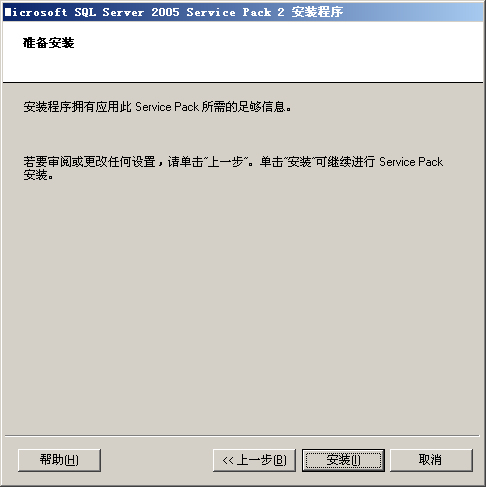 Microsoft SQL Server 2005 Service Pack 2 安装程序
准备安装
安装程序拥有应用此 Service Pack 所需的足够信息。
若要审阅或更改任何设置，请单击“上一步”。单击“安装”可继续进行 Service Pack
安装。
帮助(H)
<< 上一步(B)
安装(I)
取消